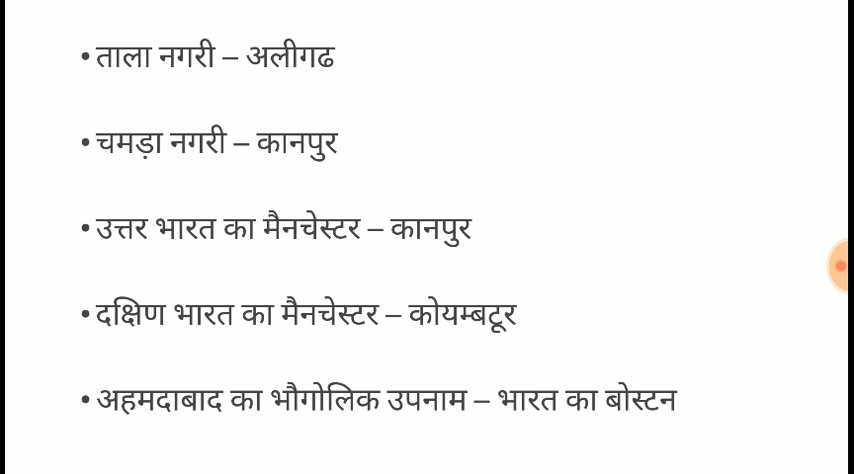 • ताला नगरी – अलीगढ
• चमड़ा नगरी – कानपुर
• उत्तर भारत का मैनचेस्टर – कानपुर
• दक्षिण भारत का मैनचेस्टर – कोयम्बटूर
• अहमदाबाद का भौगोलिक उपनाम – भारत का बोस्टन